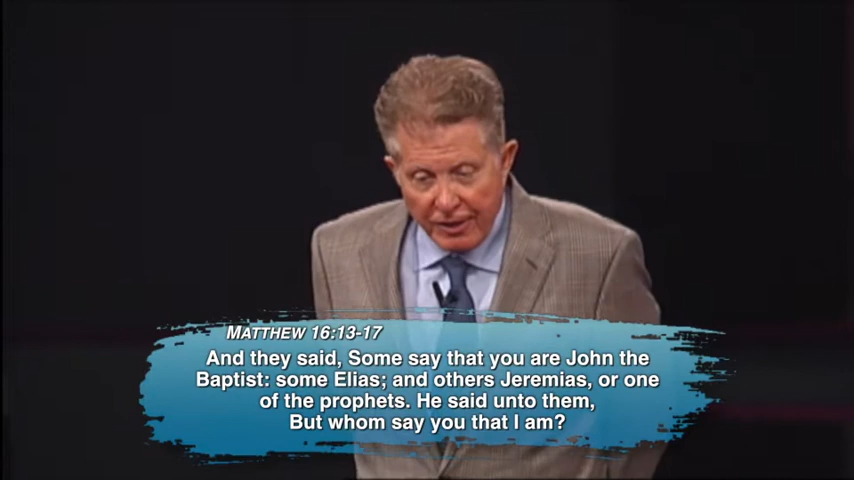 MATTHEW 16:13-17
And they said, Some say that you are John the
Baptist: some Elias; and others Jeremias, or one
of the prophets. He said unto them,
But whom say you that I am?